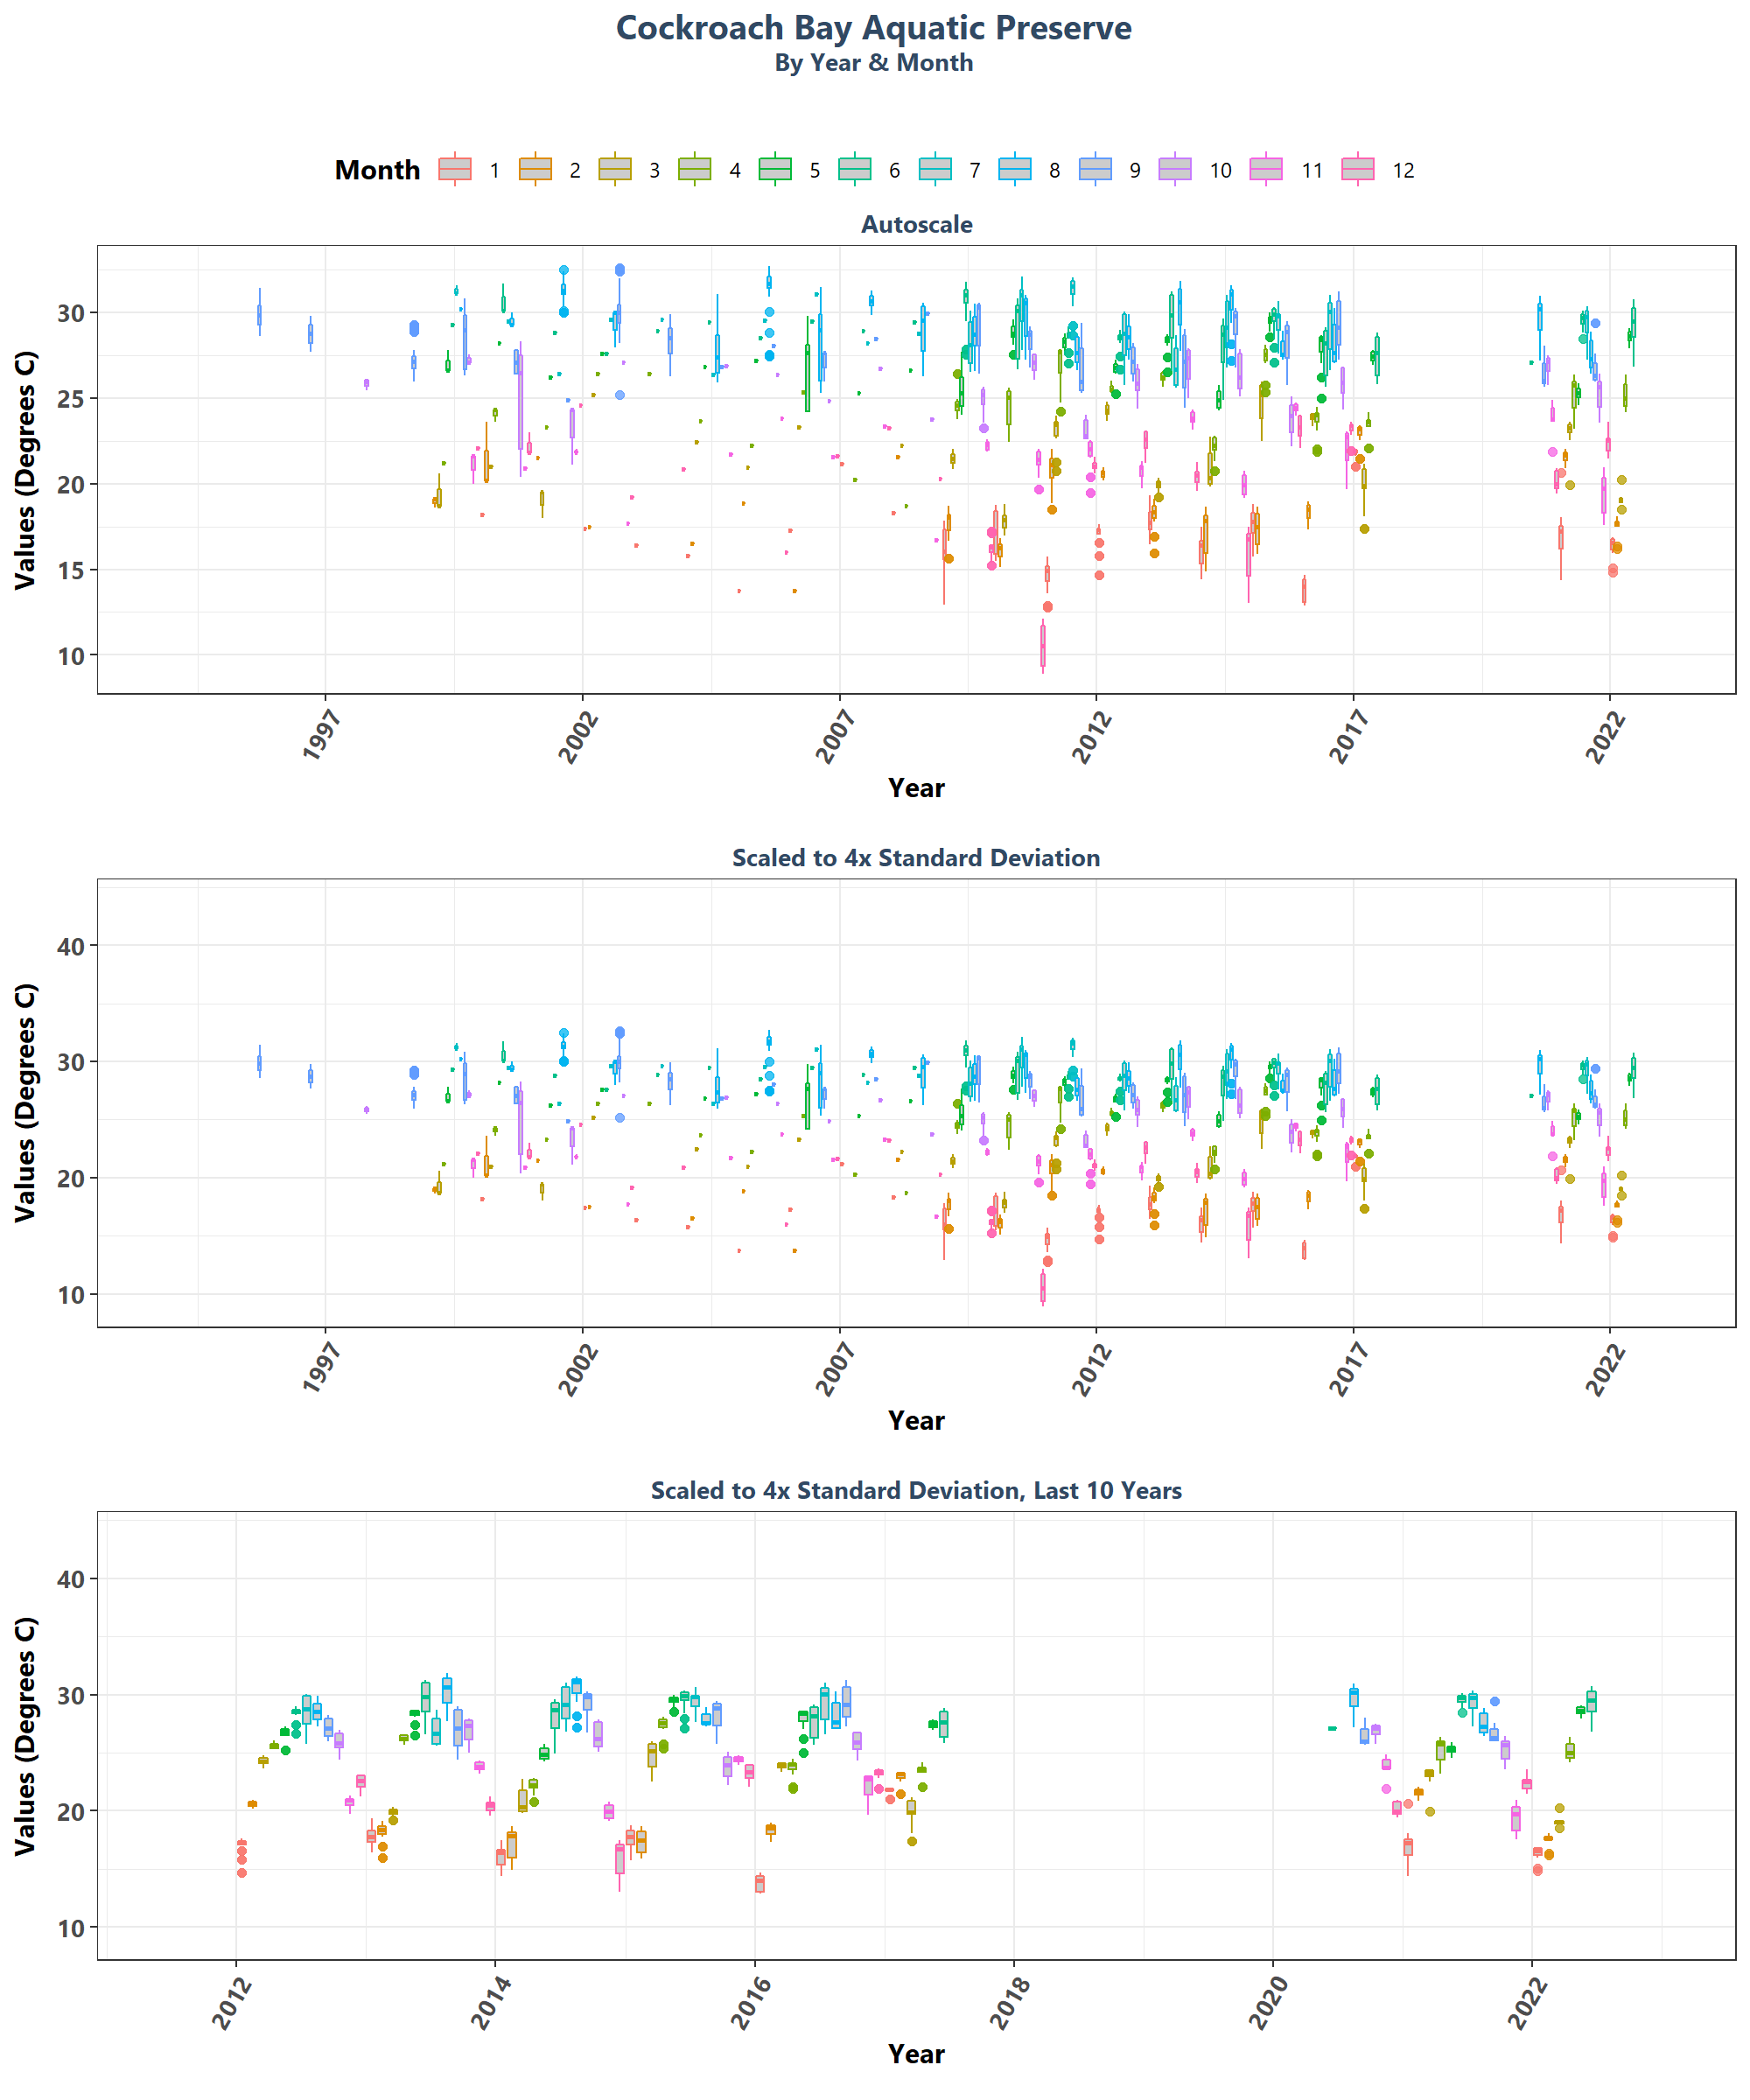 Cockroach Bay Aquatic Preserve
By Year & Month
Month 1 2 3 4 5 6 7 8 9 10 11 12
Autoscale
Values (Degrees C)
30
25
20
15
10
1997 2002 2007 2012 2017 2022
Year
Scaled to 4x Standard Deviation
Values (Degrees C)
40
30
20
10
1997 2002 2007 2012 2017 2022
Year
Scaled to 4x Standard Deviation, Last 10 Years
Values (Degrees C)
40
30
20
10
2012 2014 2016 2018 2020 2022
Year